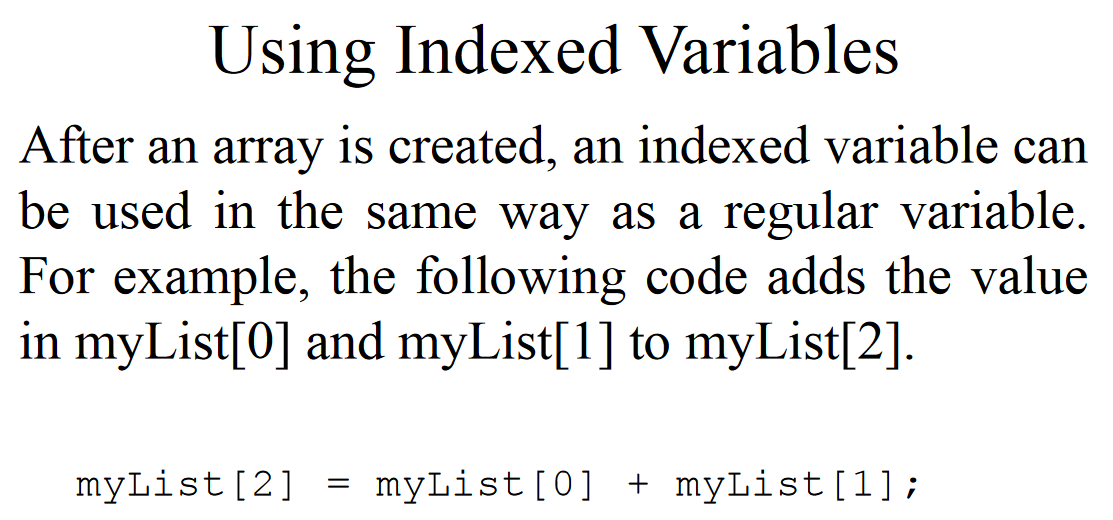 Using Indexed Variables
After an array is created, an indexed variable can
be used in the same way as a regular variable.
For example, the following code adds the value
in myList[0] and myList[1] to myList[2].
myList[2] = myList[0] + myList[1];